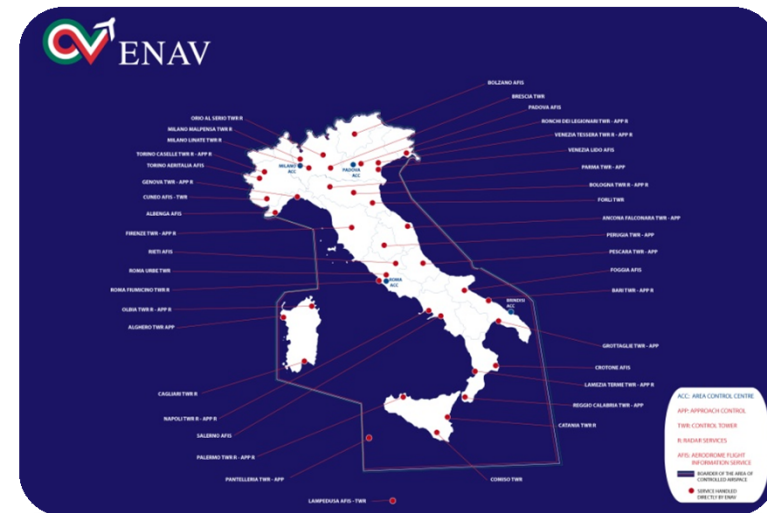 ENAV
BOLZANO AFIS
BRESCIA TWR
PADOVA AFIS
RONCHI DEI LEGIONARI TWR - APP R
VENEZIA TESSERA TWR R - APP R
VENEZIA LIDO AFIS
PARMA TWR - APP
BOLOGNA TWR R - APP R
FORLI TWR
ANCONA FALCONARA TWR - APP
PERUGIA TWR - APP
PESCARA TWR - APP
FOGGIA AFIS
BARI TWR - APP R
GROTTAGLIE TWR - APP
CROTONE AFIS
LAMEZIA TERME TWR - APP R
REGGIO CALABRIA TWR - APP
CATANIA TWR R
COMISO TWR
ORIO AL SERIO TWR R
MILANO MALPENSA TWR R
MILANO LINATE TWR R
TORINO CASELLE TWR R - APP R
TORINO AERITALIA AFIS
GENOVA TWR - APP R
CUNEO AFIS - TWR
ALBENGA AFIS
FIRENZE TWR - APP R
RIETI AFIS
ROMA URBE TWR
ROMA FIUMICINO TWR R
OLBIA TWR R - APP R
ALGHERO TWR APP
CAGLIARI TWR R
NAPOLI TWR R - APP R
SALERNO AFIS
PALERMO TWR R - APP R
PANTELLERIA TWR - APP
LAMPEDUSA AFIS - TWR
MILANO
ACC
PADOVA
ACC
ROMA
ACC
BRINDISI
ACC
ACC: AREA CONTROL CENTRE
APP: APPROACH CONTROL
TWR: CONTROL TOWER
R: RADAR SERVICES
AFIS: AERODROME FLIGHT
INFORMATION SERVICE
BOARDER OF THE AREA OF
CONTROLLED AIRSPACE
SERVICE HANDLED
DIRECTLY BY ENAV